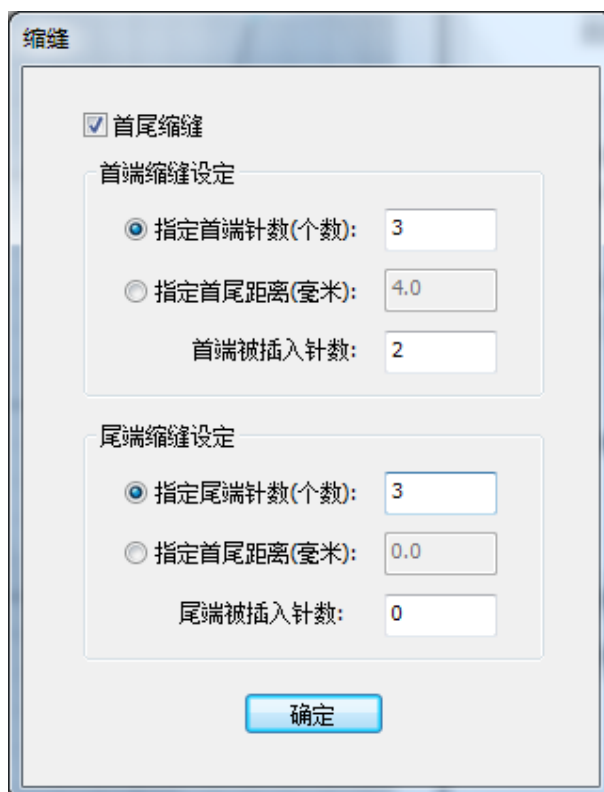 缩缝
首尾缩缝
首端缩缝设定
指定首端针数(个数): 3
指定首尾距离(毫米): 4.0
首端被插入针数: 2
尾端缩缝设定
指定尾端针数(个数): 3
指定首尾距离(毫米): 0.0
尾端被插入针数: 0
确定